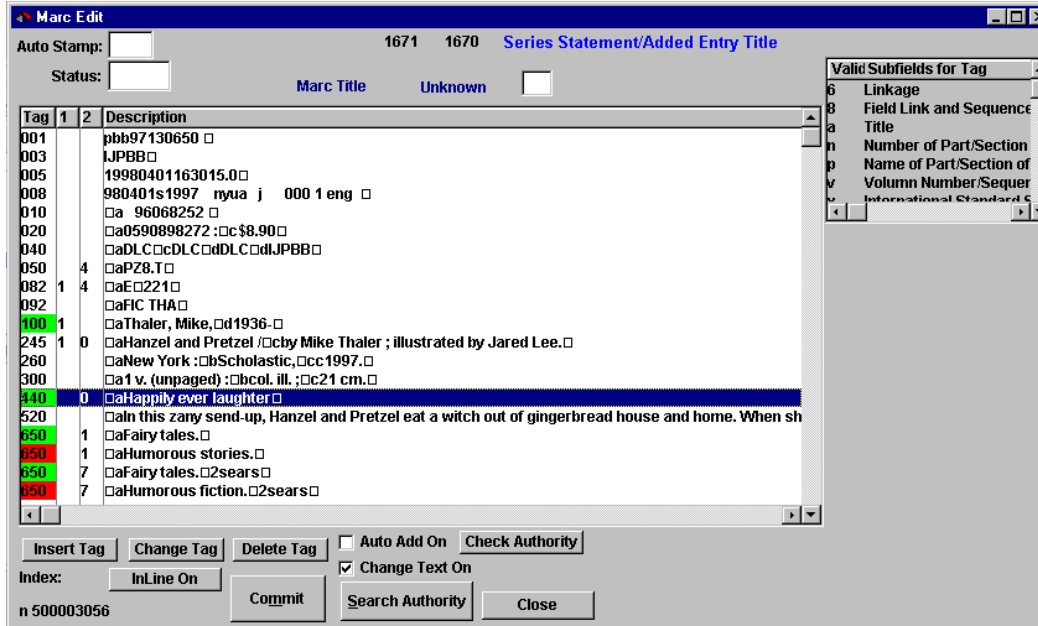 Marc Edit
Auto Stamp: 1671 1670 Series Statement/Added Entry Title
Status: Marc Title Unknown
Valid Subfields for Tag
6 Linkage
8 Field Link and Sequence
a Title
n Number of Part/Section
p Name of Part/Section of
v Volumn Number/Sequer
Tag 1 2 Description
001 pbb97130650 □
003 IJPBB□
005 19980401163015.0□
008 980401s1997 nyua j 000 1 eng □
010 □a 96068252 □
020 □a0590898272 :□c$8.90□
040 □aDLC□cDLC□dDLC□dIJPBB□
050 4 □aPZ8.T□
082 1 4 □aE□221□
092 □aFIC THA□
100 1 □aThaler, Mike,□d1936-□
245 1 0 □aHanzel and Pretzel /□cby Mike Thaler ; illustrated by Jared Lee.□
260 □aNew York :□bScholastic,□cc1997.□
300 □a1 v. (unpaged) :□bcol. ill. ;□c21 cm.□
440 0 □aHappily ever laughter□
520 □aIn this zany send-up, Hanzel and Pretzel eat a witch out of gingerbread house and home. When sh
650 1 □aFairy tales.□
650 1 □aHumorous stories.□
650 7 □aFairy tales.□2sears□
650 7 □aHumorous fiction.□2sears□
Insert Tag Change Tag Delete Tag Auto Add On Check Authority
Change Text On
Index: InLine On
Commit Search Authority Close
n 500003056